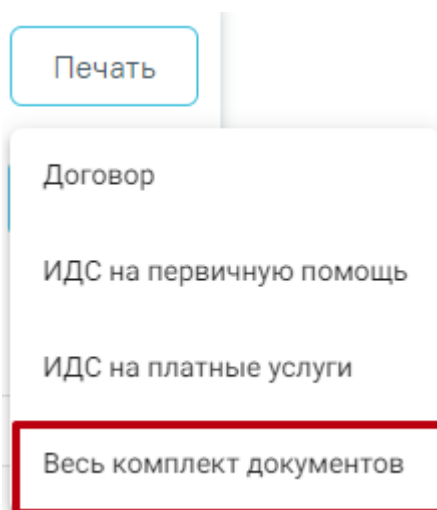 Печать
Договор
ИДС на первичную помощь
ИДС на платные услуги
Весь комплект документов